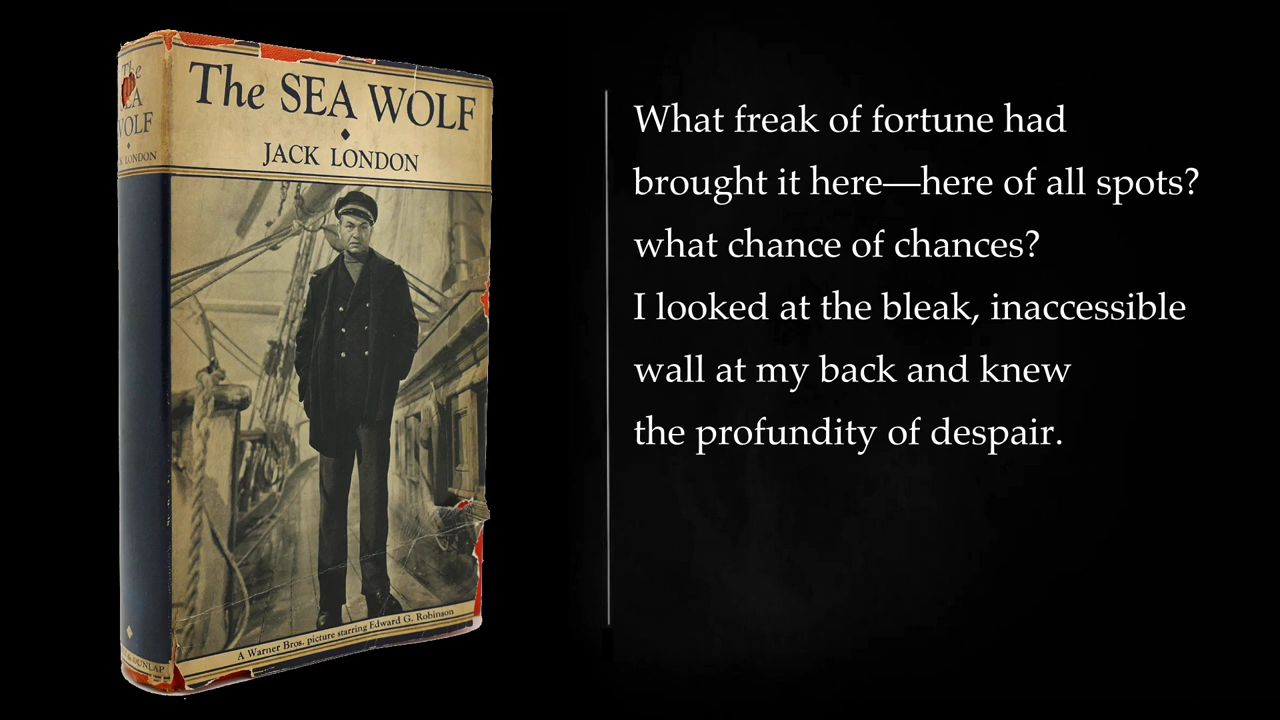 The
SEA
WOLF
LONDON
The SEA WOLF
JACK LONDON
A Warner Bros. picture starring Edward G. Robinson
DUNLAP
What freak of fortune had
brought it here—here of all spots?
what chance of chances?
I looked at the bleak, inaccessible
wall at my back and knew
the profundity of despair.